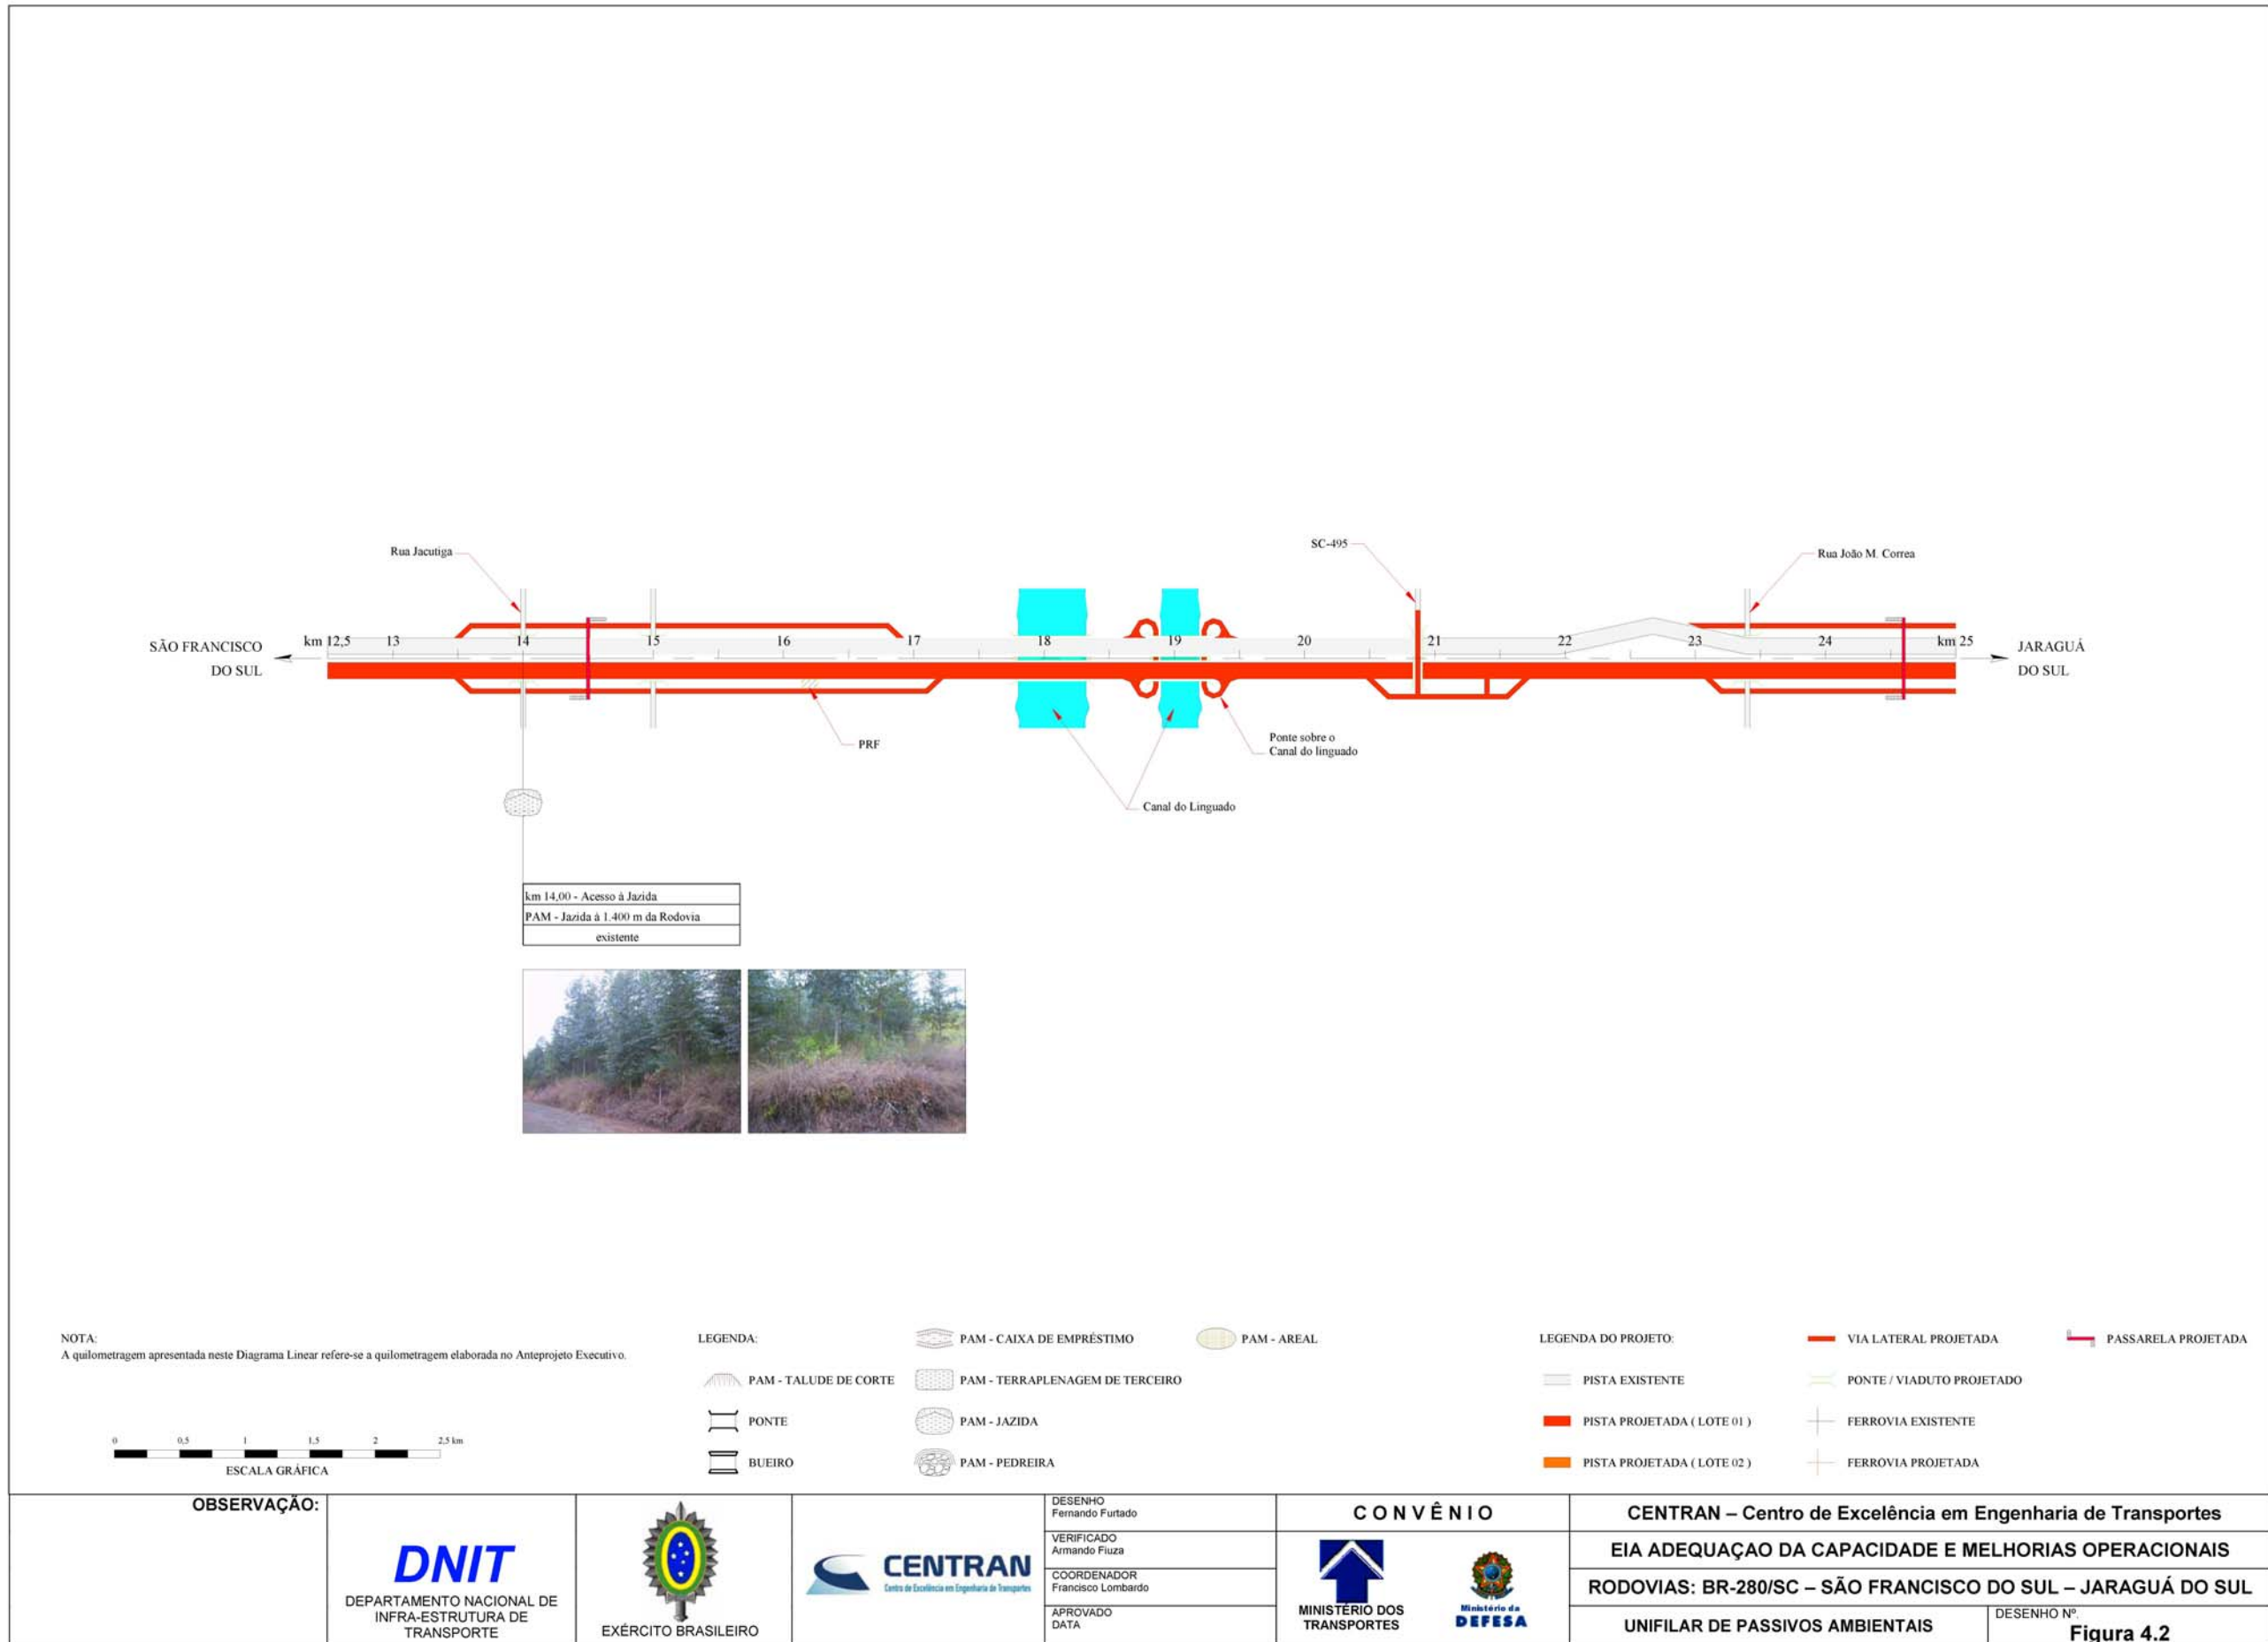 Rua Jacutiga
SC-495
Rua João M. Correa
SÃO FRANCISCO
DO SUL
km 12,5
13
14
15
16
17
18
19
20
21
22
23
24
km 25
JARAGUÁ
DO SUL
PRF
Ponte sobre o
Canal do linguado
Canal do Linguado
km 14,00 - Acesso à Jazida
PAM - Jazida à 1.400 m da Rodovia
existente
NOTA:
A quilometragem apresentada neste Diagrama Linear refere-se a quilometragem elaborada no Anteprojeto Executivo.
0
0,5
1
1,5
2
2,5 km
ESCALA GRÁFICA
LEGENDA:
PAM - TALUDE DE CORTE
PONTE
BUEIRO
PAM - CAIXA DE EMPRÉSTIMO
PAM - TERRAPLENAGEM DE TERCEIRO
PAM - JAZIDA
PAM - PEDREIRA
PAM - AREAL
LEGENDA DO PROJETO:
PISTA EXISTENTE
PISTA PROJETADA ( LOTE 01 )
PISTA PROJETADA ( LOTE 02 )
VIA LATERAL PROJETADA
PONTE / VIADUTO PROJETADO
FERROVIA EXISTENTE
FERROVIA PROJETADA
PASSARELA PROJETADA
OBSERVAÇÃO:
DNIT
DEPARTAMENTO NACIONAL DE
INFRA-ESTRUTURA DE
TRANSPORTE
EXÉRCITO BRASILEIRO
CENTRAN
Centro de Excelência em Engenharia de Transportes
DESENHO
Fernando Furtado
VERIFICADO
Armando Fiuza
COORDENADOR
Francisco Lombardo
APROVADO
DATA
CONVÊNIO
MINISTÉRIO DOS
TRANSPORTES
Ministério da
DEFESA
CENTRAN – Centro de Excelência em Engenharia de Transportes
EIA ADEQUAÇAO DA CAPACIDADE E MELHORIAS OPERACIONAIS
RODOVIAS: BR-280/SC – SÃO FRANCISCO DO SUL – JARAGUÁ DO SUL
UNIFILAR DE PASSIVOS AMBIENTAIS
DESENHO Nº.
Figura 4.2